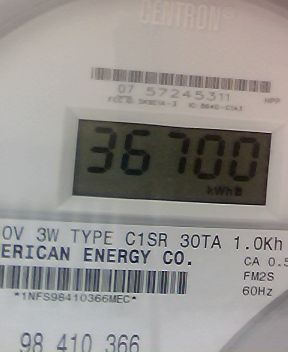 CENTRON®
07 57245311
36700
kWh
0V 3W TYPE C1SR 30TA 1.0Kh
ERICAN ENERGY CO.
CA 0.5
FM2S
*1NFS98410366MEC*
60Hz
98 410 366